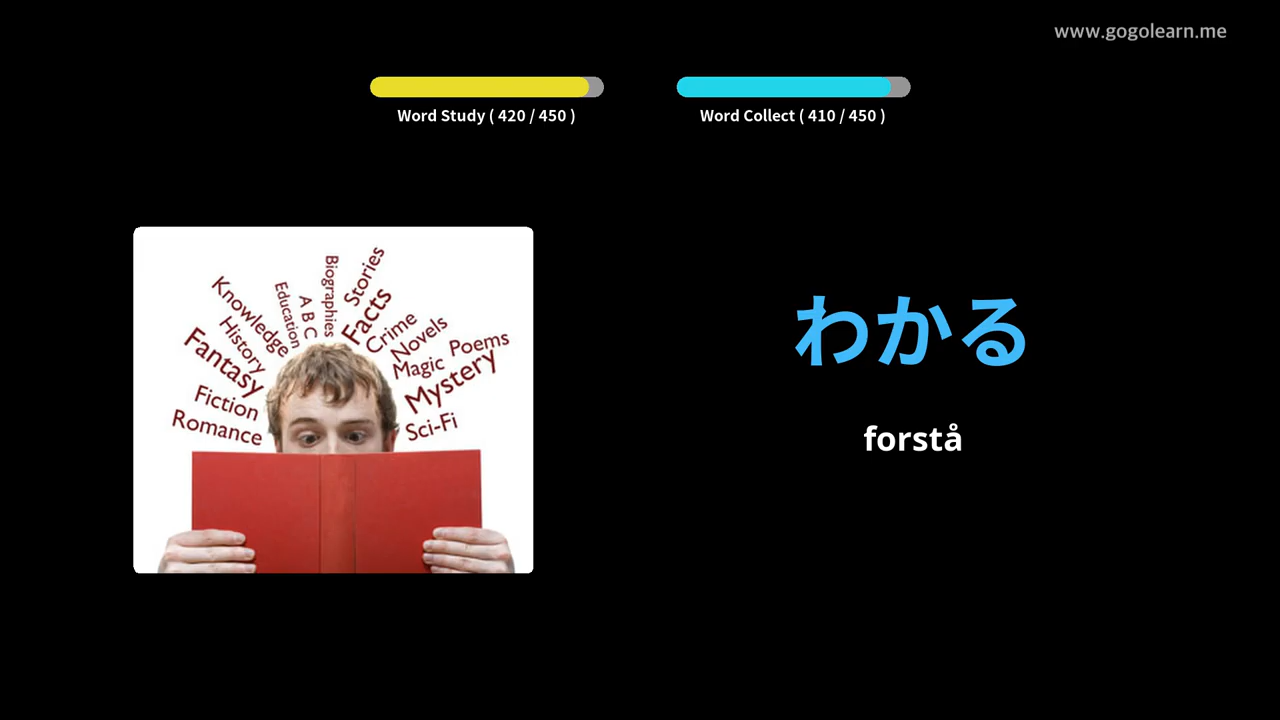 www.gogolearn.me
Word Study ( 420 / 450 )
Word Collect ( 410 / 450 )
Biographies
Stories
Knowledge
Education
A B C
Facts
History
Crime
Novels
Fantasy
Magic
Poems
Mystery
Fiction
Romance
Sci-Fi
わかる
forstå